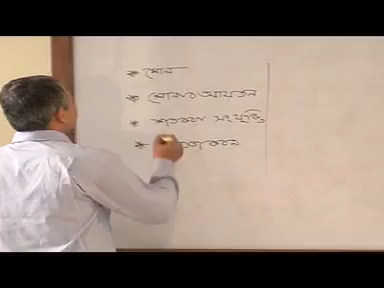 * মোল
* মোলার আয়তন
* শতকরা সংযুক্তি
*